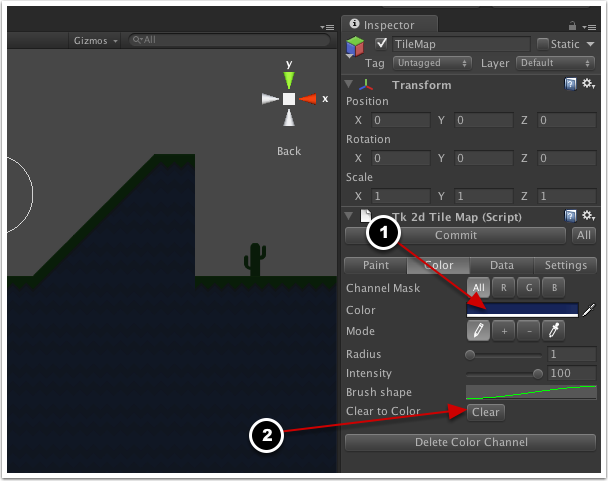 Inspector
Gizmos All
TileMap Static
Tag Untagged Layer Default
Transform
Position
X 0 Y 0 Z 0
Rotation
X 0 Y 0 Z 0
Scale
X 1 Y 1 Z 1
Tk 2d Tile Map (Script)
Commit All
Paint Color Data Settings
Channel Mask All R G B
Color
Mode + -
Radius 1
Intensity 100
Brush shape
Clear to Color Clear
Delete Color Channel
y
x
Back
1
2